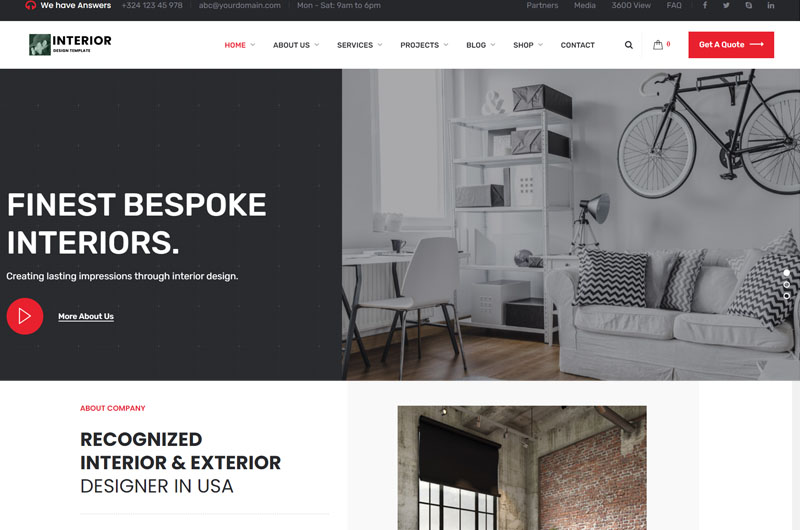 We have Answers +324 123 45 978 abc@yourdomain.com Mon - Sat: 9am to 6pm Partners Media 3600 View FAQ
INTERIOR
DESIGN TEMPLATE
HOME ABOUT US SERVICES PROJECTS BLOG SHOP CONTACT 0 Get A Quote
FINEST BESPOKE
INTERIORS.
Creating lasting impressions through interior design.
More About Us
ABOUT COMPANY
RECOGNIZED
INTERIOR & EXTERIOR
DESIGNER IN USA